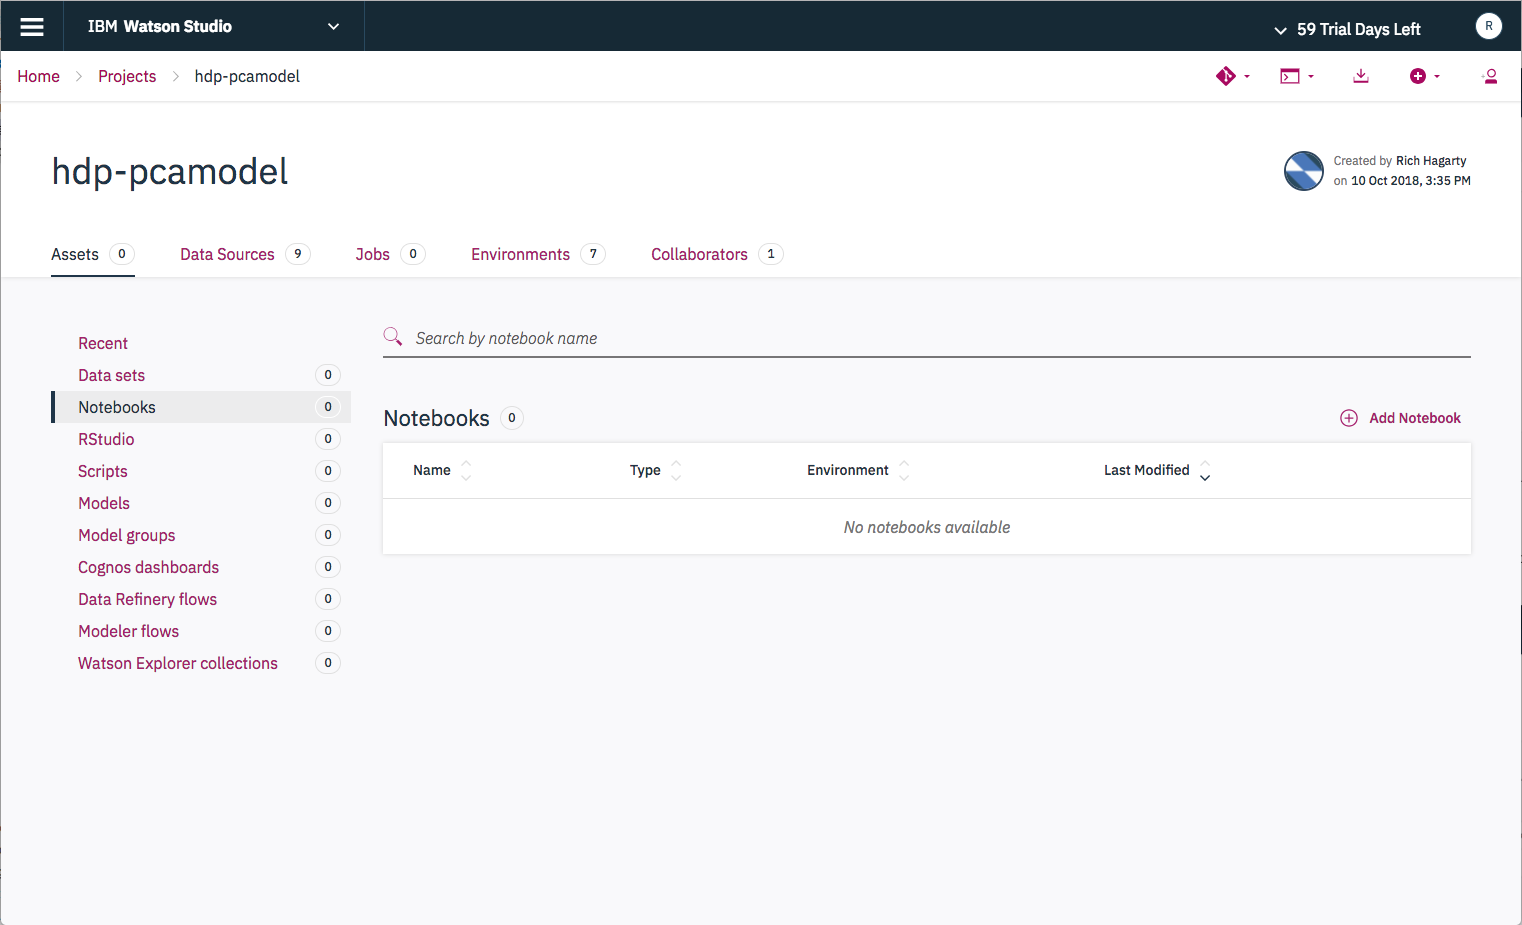 IBM Watson Studio
59 Trial Days Left
R
Home > Projects > hdp-pcamodel
hdp-pcamodel
Created by Rich Hagarty
on 10 Oct 2018, 3:35 PM
Assets 0 Data Sources 9 Jobs 0 Environments 7 Collaborators 1
Recent
Data sets 0
Notebooks 0
RStudio 0
Scripts 0
Models 0
Model groups 0
Cognos dashboards 0
Data Refinery flows 0
Modeler flows 0
Watson Explorer collections 0
Search by notebook name
Notebooks 0
Add Notebook
Name Type Environment Last Modified
No notebooks available